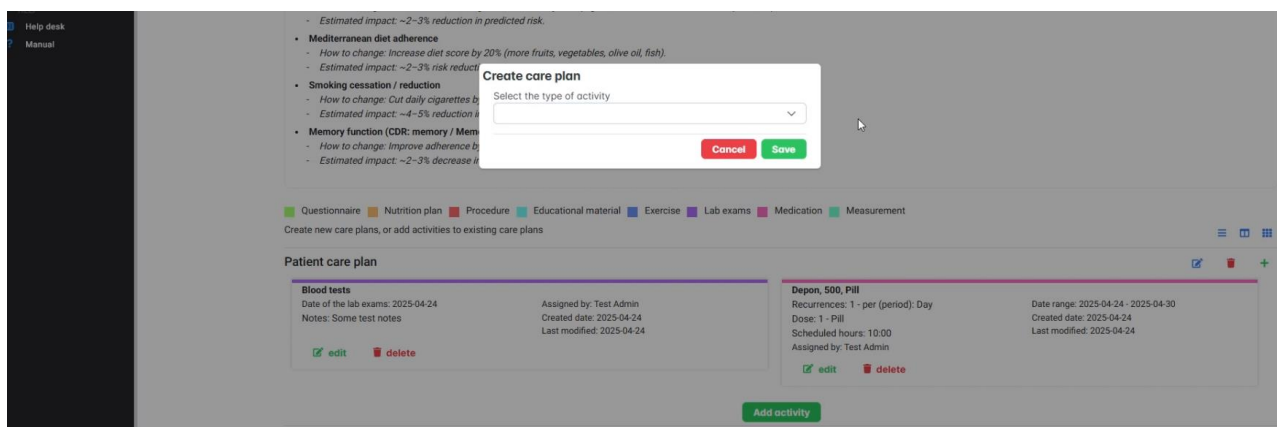 Help desk
Manual
- Estimated impact: ~2–3% reduction in predicted risk.
• Mediterranean diet adherence
- How to change: Increase diet score by 20% (more fruits, vegetables, olive oil, fish).
- Estimated impact: ~2–3% risk reducti
• Smoking cessation / reduction
- How to change: Cut daily cigarettes b
- Estimated impact: ~4–5% reduction i
• Memory function (CDR: memory / Mem
- How to change: Improve adherence b
- Estimated impact: ~2–3% decrease i
Create care plan
Select the type of activity
Cancel Save
Questionnaire Nutrition plan Procedure Educational material Exercise Lab exams Medication Measurement
Create new care plans, or add activities to existing care plans
Patient care plan
Blood tests
Date of the lab exams: 2025-04-24
Notes: Some test notes
Assigned by: Test Admin
Created date: 2025-04-24
Last modified: 2025-04-24
edit delete
Depon, 500, Pill
Recurrences: 1 - per (period): Day
Dose: 1 - Pill
Scheduled hours: 10:00
Assigned by: Test Admin
Date range: 2025-04-24 - 2025-04-30
Created date: 2025-04-24
Last modified: 2025-04-24
edit delete
Add activity